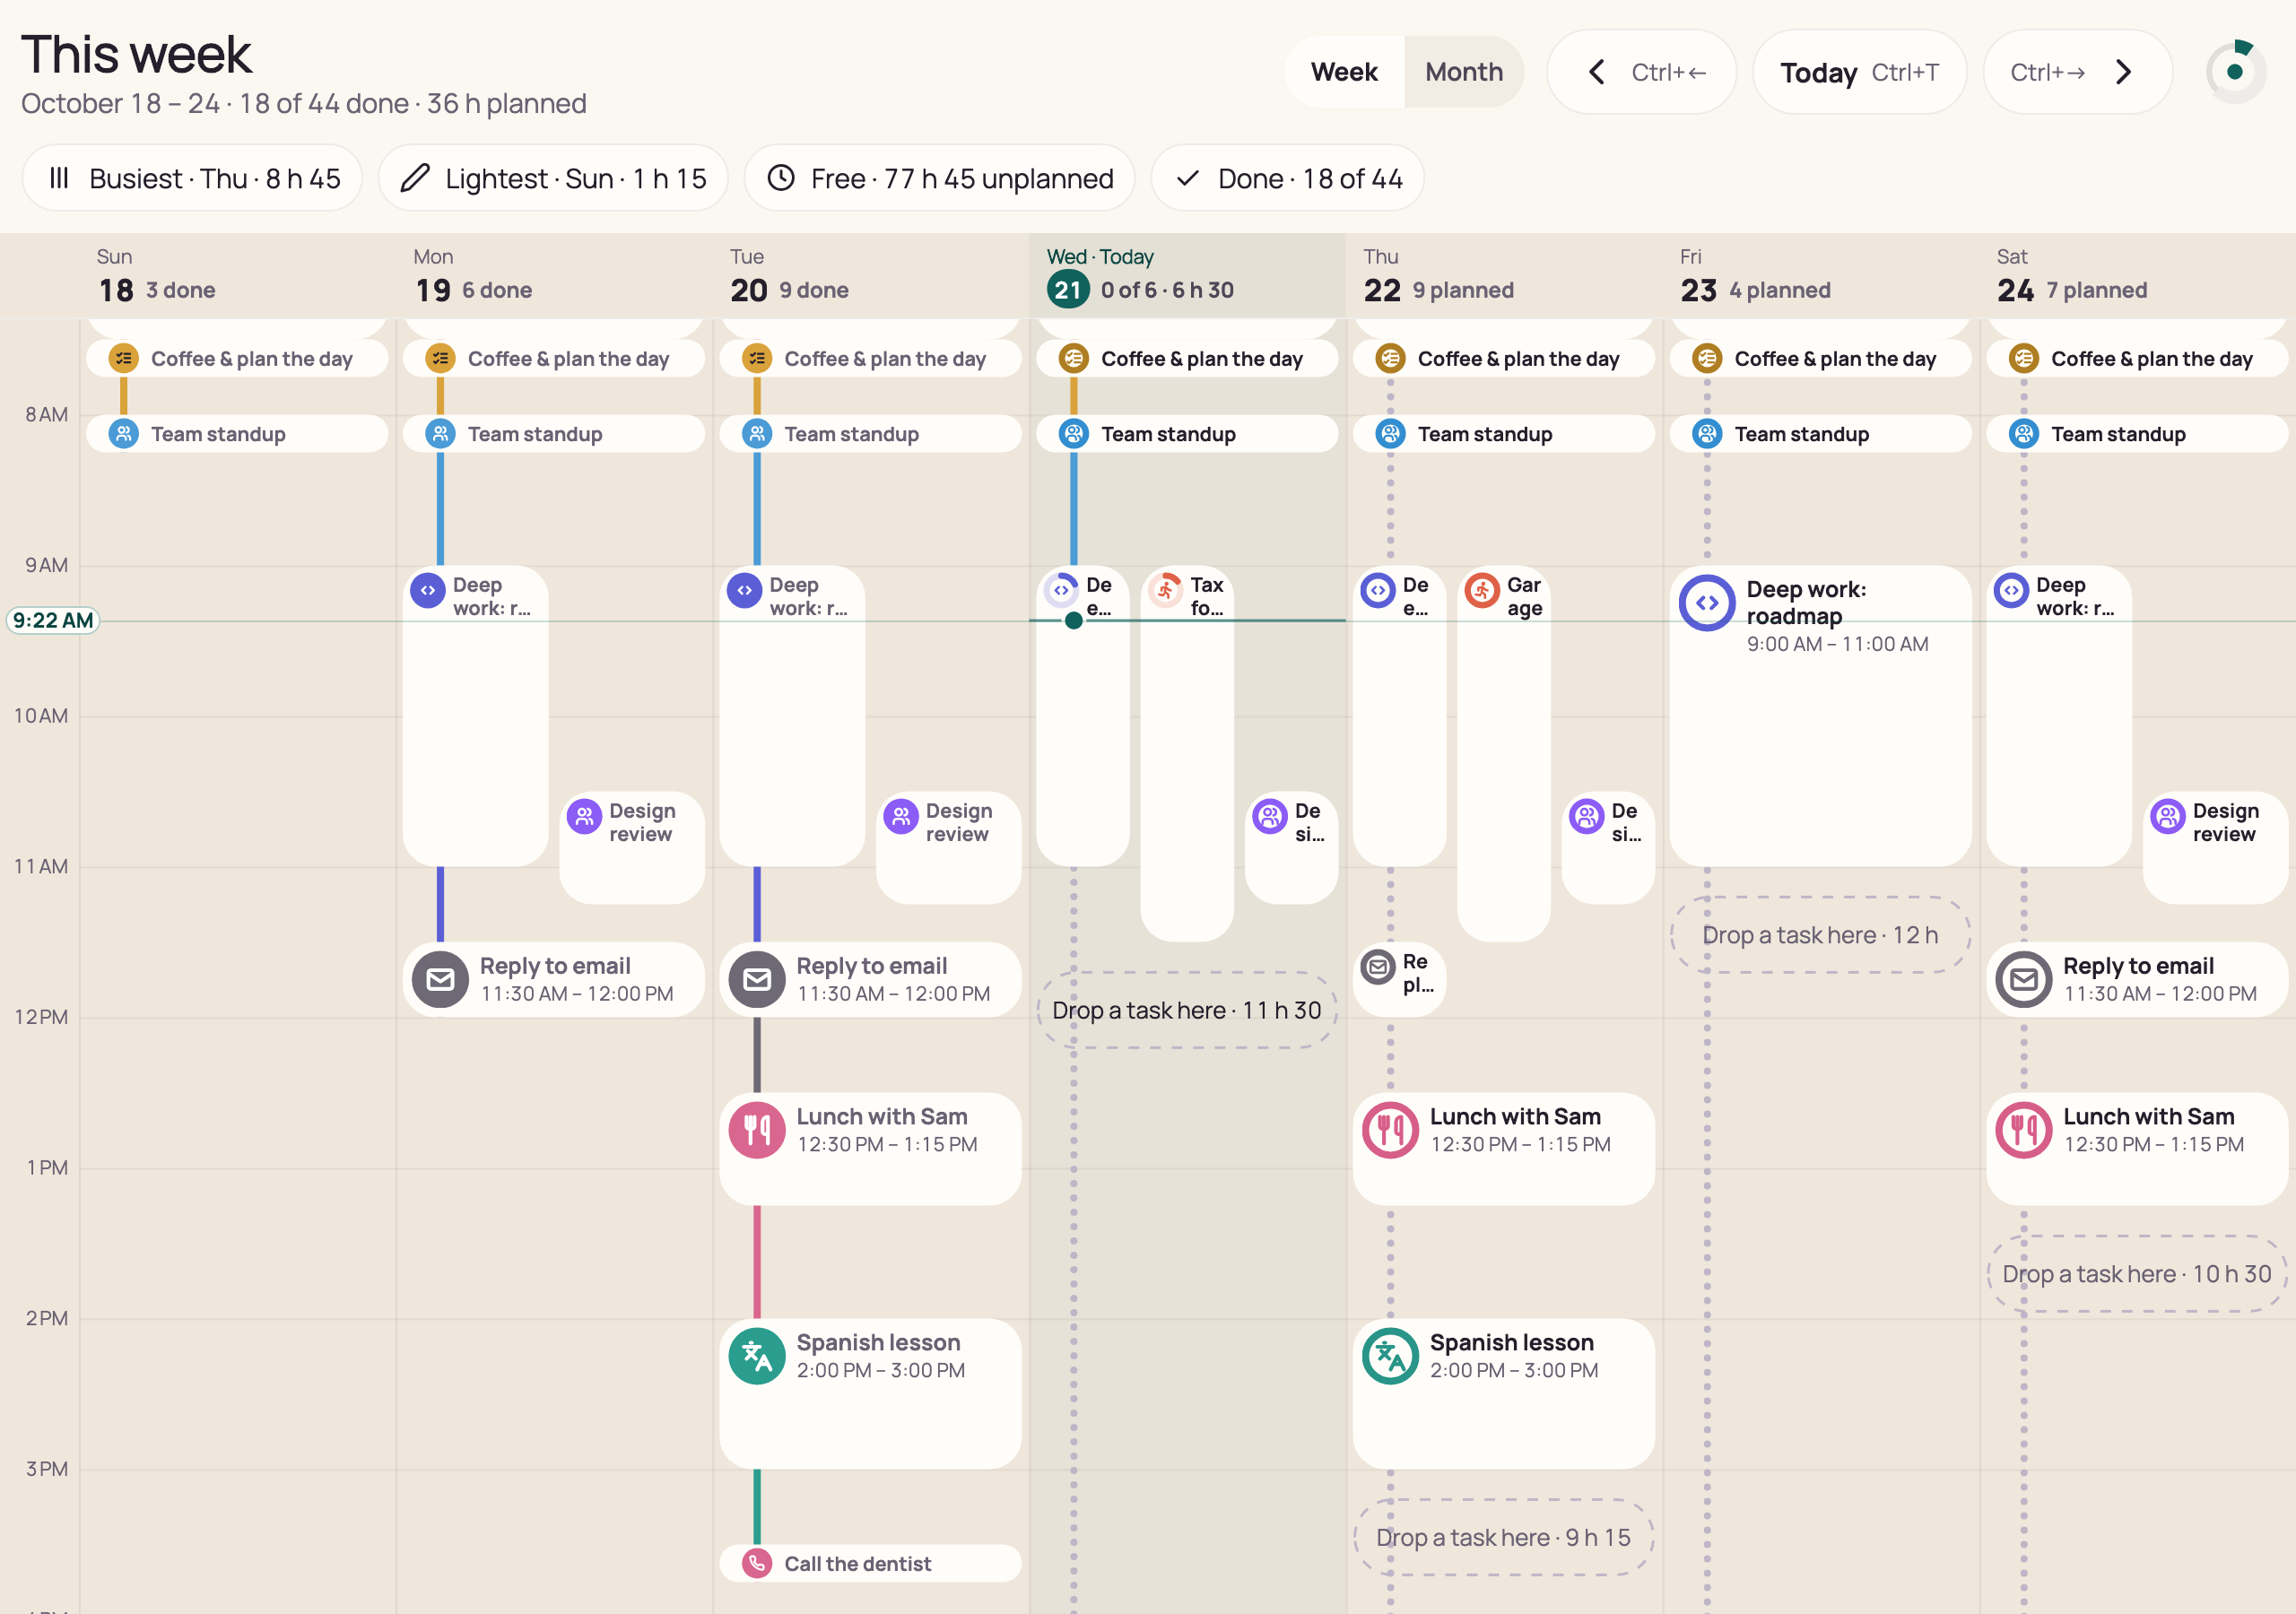 This week
October 18 – 24 · 18 of 44 done · 36 h planned
Week
Month
Ctrl+←
Today Ctrl+T
Ctrl+→
Busiest · Thu · 8 h 45
Lightest · Sun · 1 h 15
Free · 77 h 45 unplanned
Done · 18 of 44
Sun
18 3 done
Mon
19 6 done
Tue
20 9 done
Wed · Today
21 0 of 6 · 6 h 30
Thu
22 9 planned
Fri
23 4 planned
Sat
24 7 planned
8 AM
9 AM
9:22 AM
10 AM
11 AM
12 PM
1 PM
2 PM
3 PM
Coffee & plan the day
Team standup
Coffee & plan the day
Team standup
Deep
work: r...
Design
review
Reply to email
11:30 AM – 12:00 PM
Coffee & plan the day
Team standup
Deep
work: r...
Design
review
Reply to email
11:30 AM – 12:00 PM
Lunch with Sam
12:30 PM – 1:15 PM
Spanish lesson
2:00 PM – 3:00 PM
Call the dentist
Coffee & plan the day
Team standup
De
e...
Tax
fo...
De
si...
Drop a task here · 11 h 30
Coffee & plan the day
Team standup
De
e...
Gar
age
De
si...
Re
pl...
Lunch with Sam
12:30 PM – 1:15 PM
Spanish lesson
2:00 PM – 3:00 PM
Drop a task here · 9 h 15
Coffee & plan the day
Team standup
Deep work:
roadmap
9:00 AM – 11:00 AM
Drop a task here · 12 h
Coffee & plan the day
Team standup
Deep
work: r...
Design
review
Reply to email
11:30 AM – 12:00 PM
Lunch with Sam
12:30 PM – 1:15 PM
Drop a task here · 10 h 30